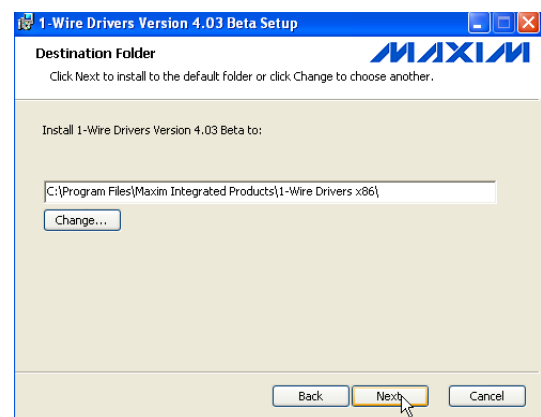 1-Wire Drivers Version 4.03 Beta Setup
Destination Folder
MAXIM
Click Next to install to the default folder or click Change to choose another.
Install 1-Wire Drivers Version 4.03 Beta to:
C:\Program Files\Maxim Integrated Products\1-Wire Drivers x86\
Change...
Back Next Cancel